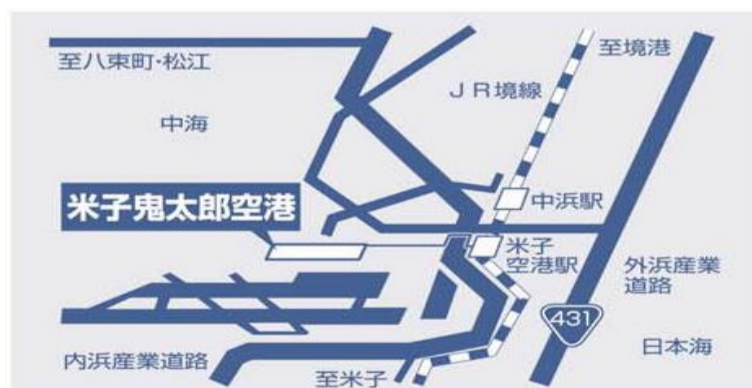 至境港
至八束町・松江
JR境線
中海
米子鬼太郎空港
中浜駅
米子
空港駅
外浜産業
道路
431
日本海
内浜産業道路
至米子